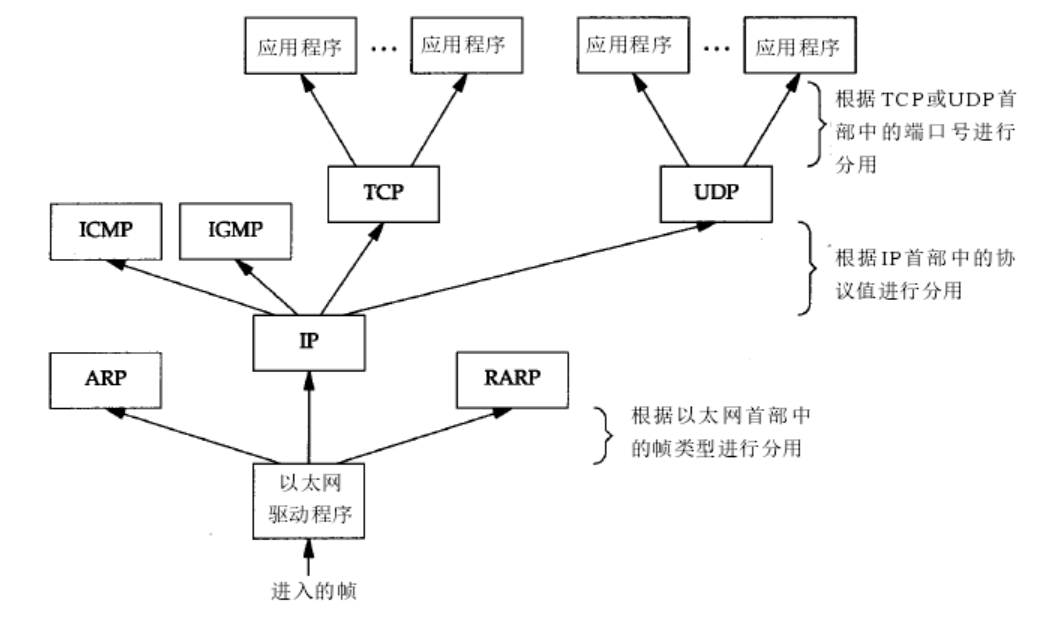 应用程序 … 应用程序 应用程序 … 应用程序
根据TCP或UDP首
部中的端口号进行
分用
TCP UDP
ICMP IGMP
根据IP首部中的协
议值进行分用
IP
ARP RARP
根据以太网首部中
的帧类型进行分用
以太网
驱动程序
进入的帧